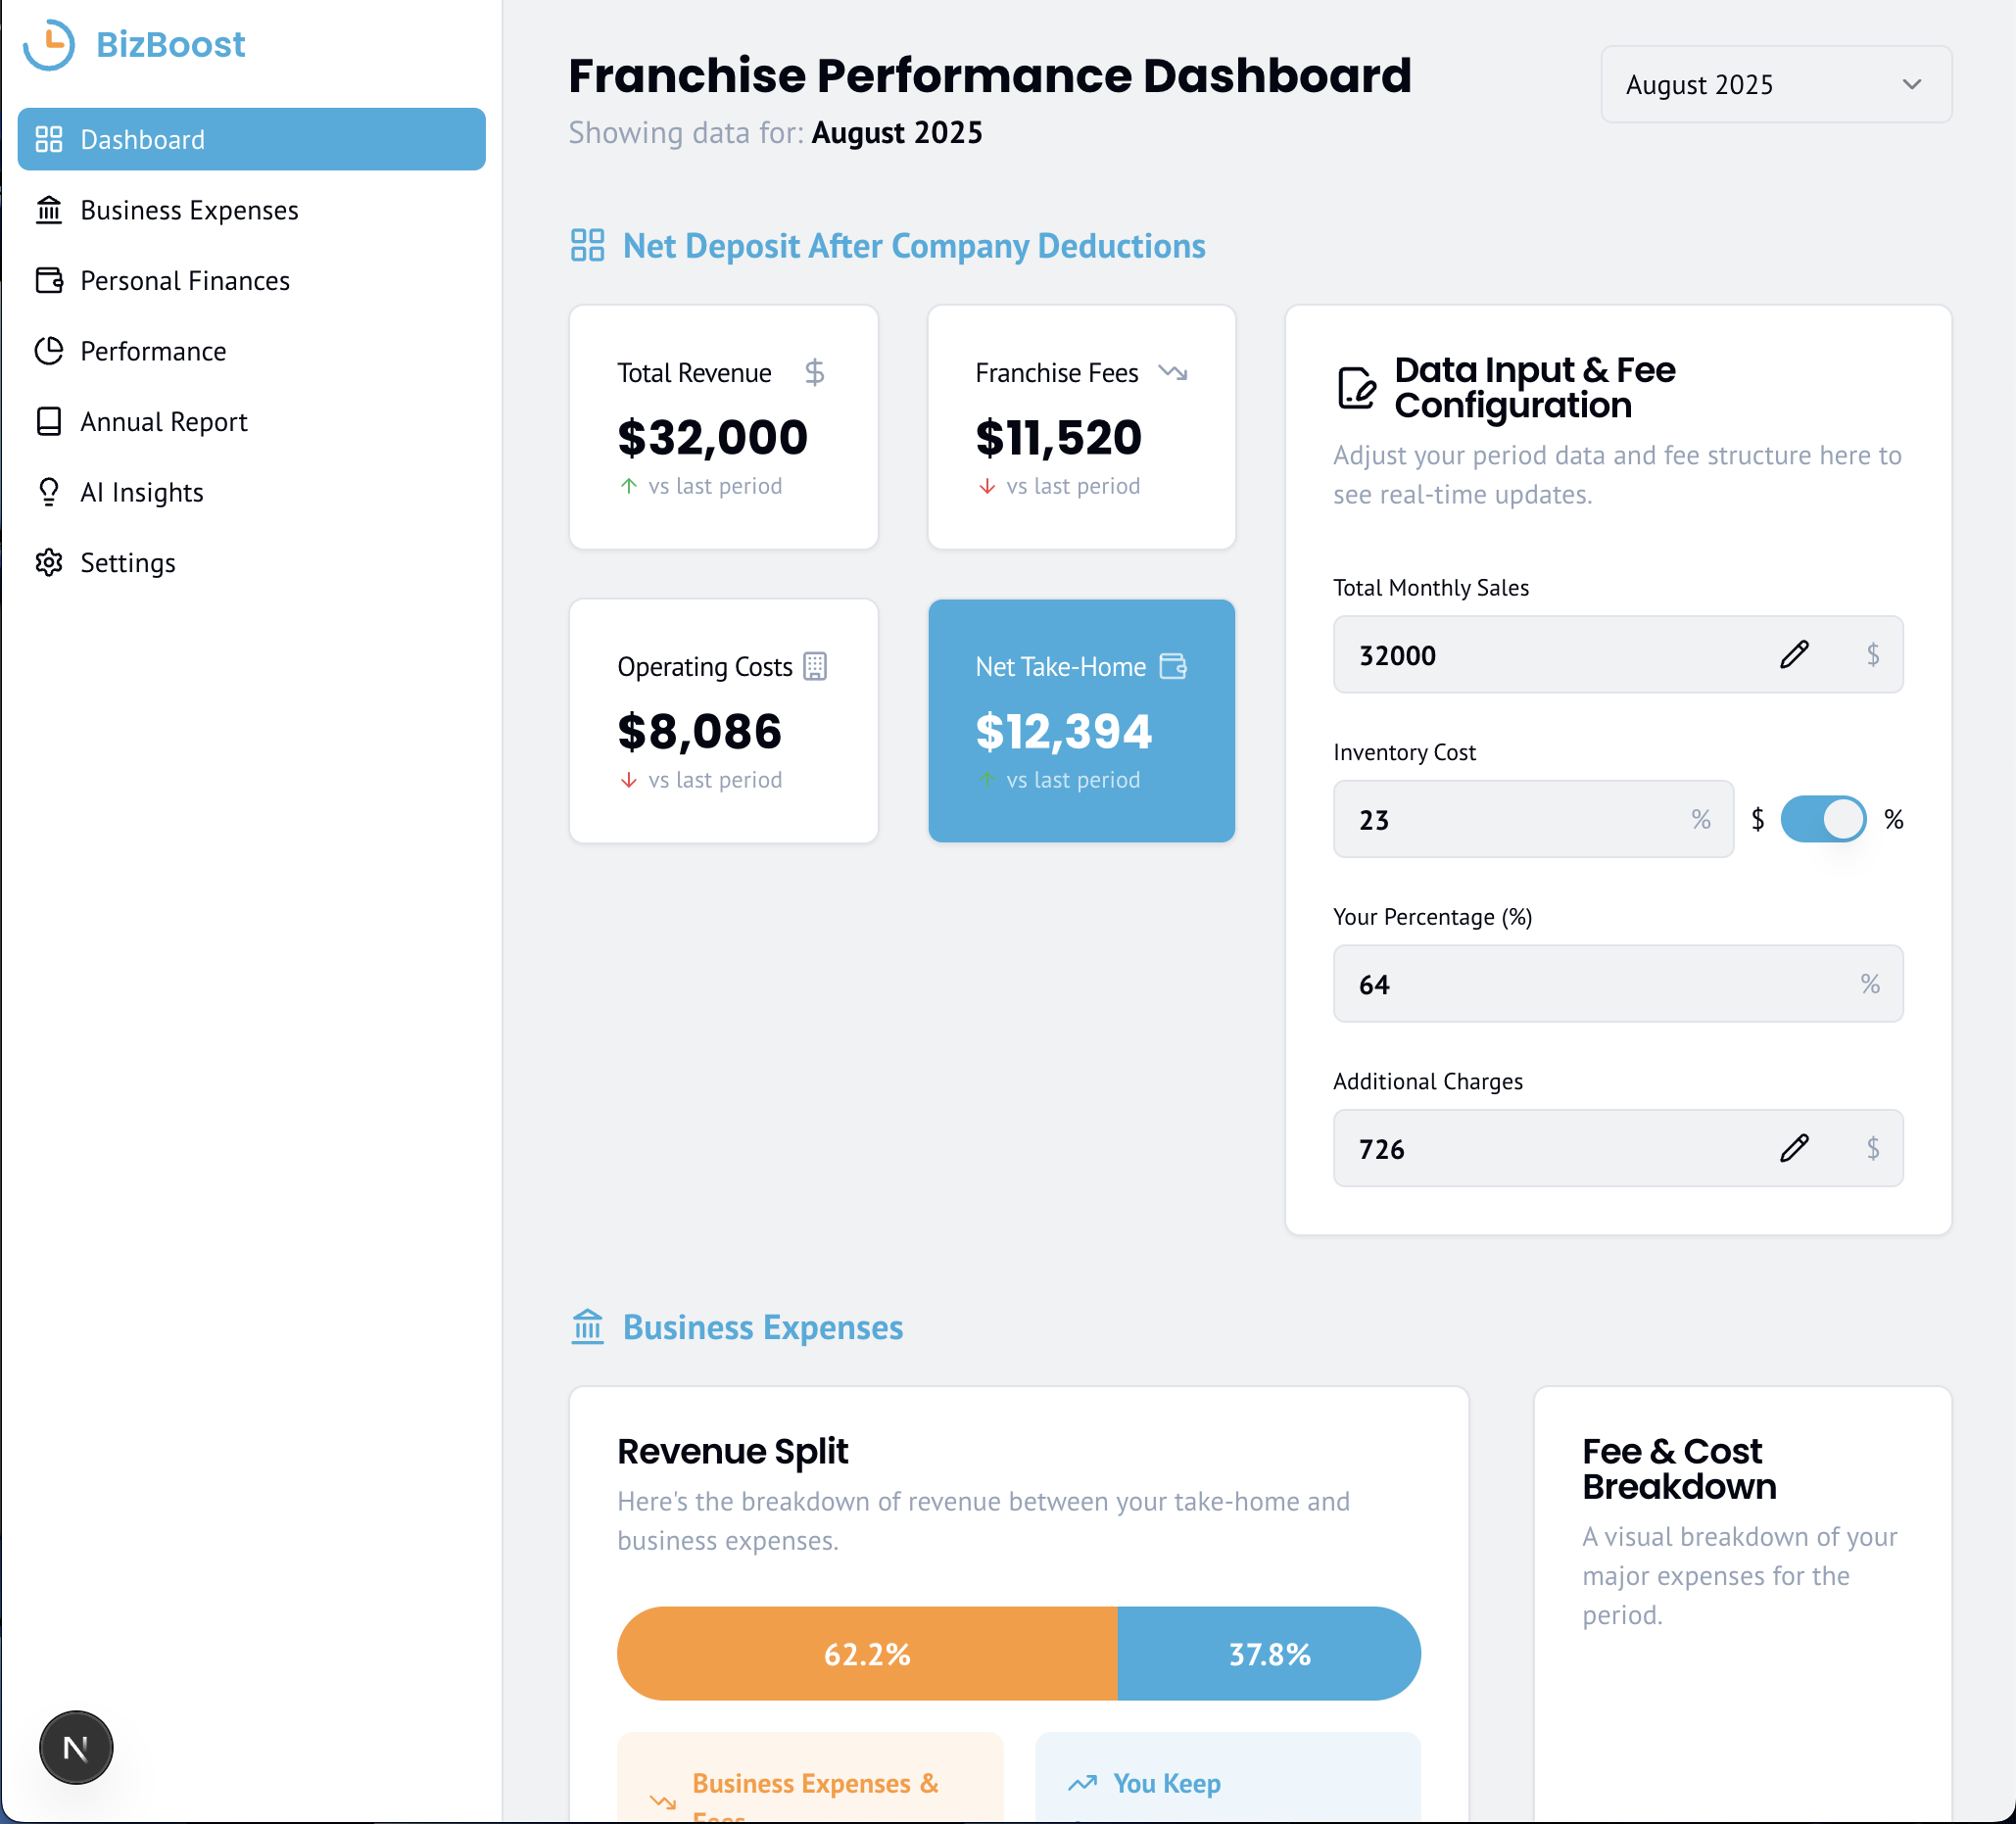 BizBoost
Dashboard
Business Expenses
Personal Finances
Performance
Annual Report
AI Insights
Settings
N
Franchise Performance Dashboard
Showing data for: August 2025
August 2025
Net Deposit After Company Deductions
Total Revenue $
$32,000
↑ vs last period
Franchise Fees
$11,520
↓ vs last period
Operating Costs
$8,086
↓ vs last period
Net Take-Home
$12,394
↑ vs last period
Data Input & Fee
Configuration
Adjust your period data and fee structure here to
see real-time updates.
Total Monthly Sales
32000 $
Inventory Cost
23 % $ %
Your Percentage (%)
64 %
Additional Charges
726 $
Business Expenses
Revenue Split
Here's the breakdown of revenue between your take-home and
business expenses.
62.2% 37.8%
Business Expenses &
Fees
You Keep
Fee & Cost
Breakdown
A visual breakdown of your
major expenses for the
period.